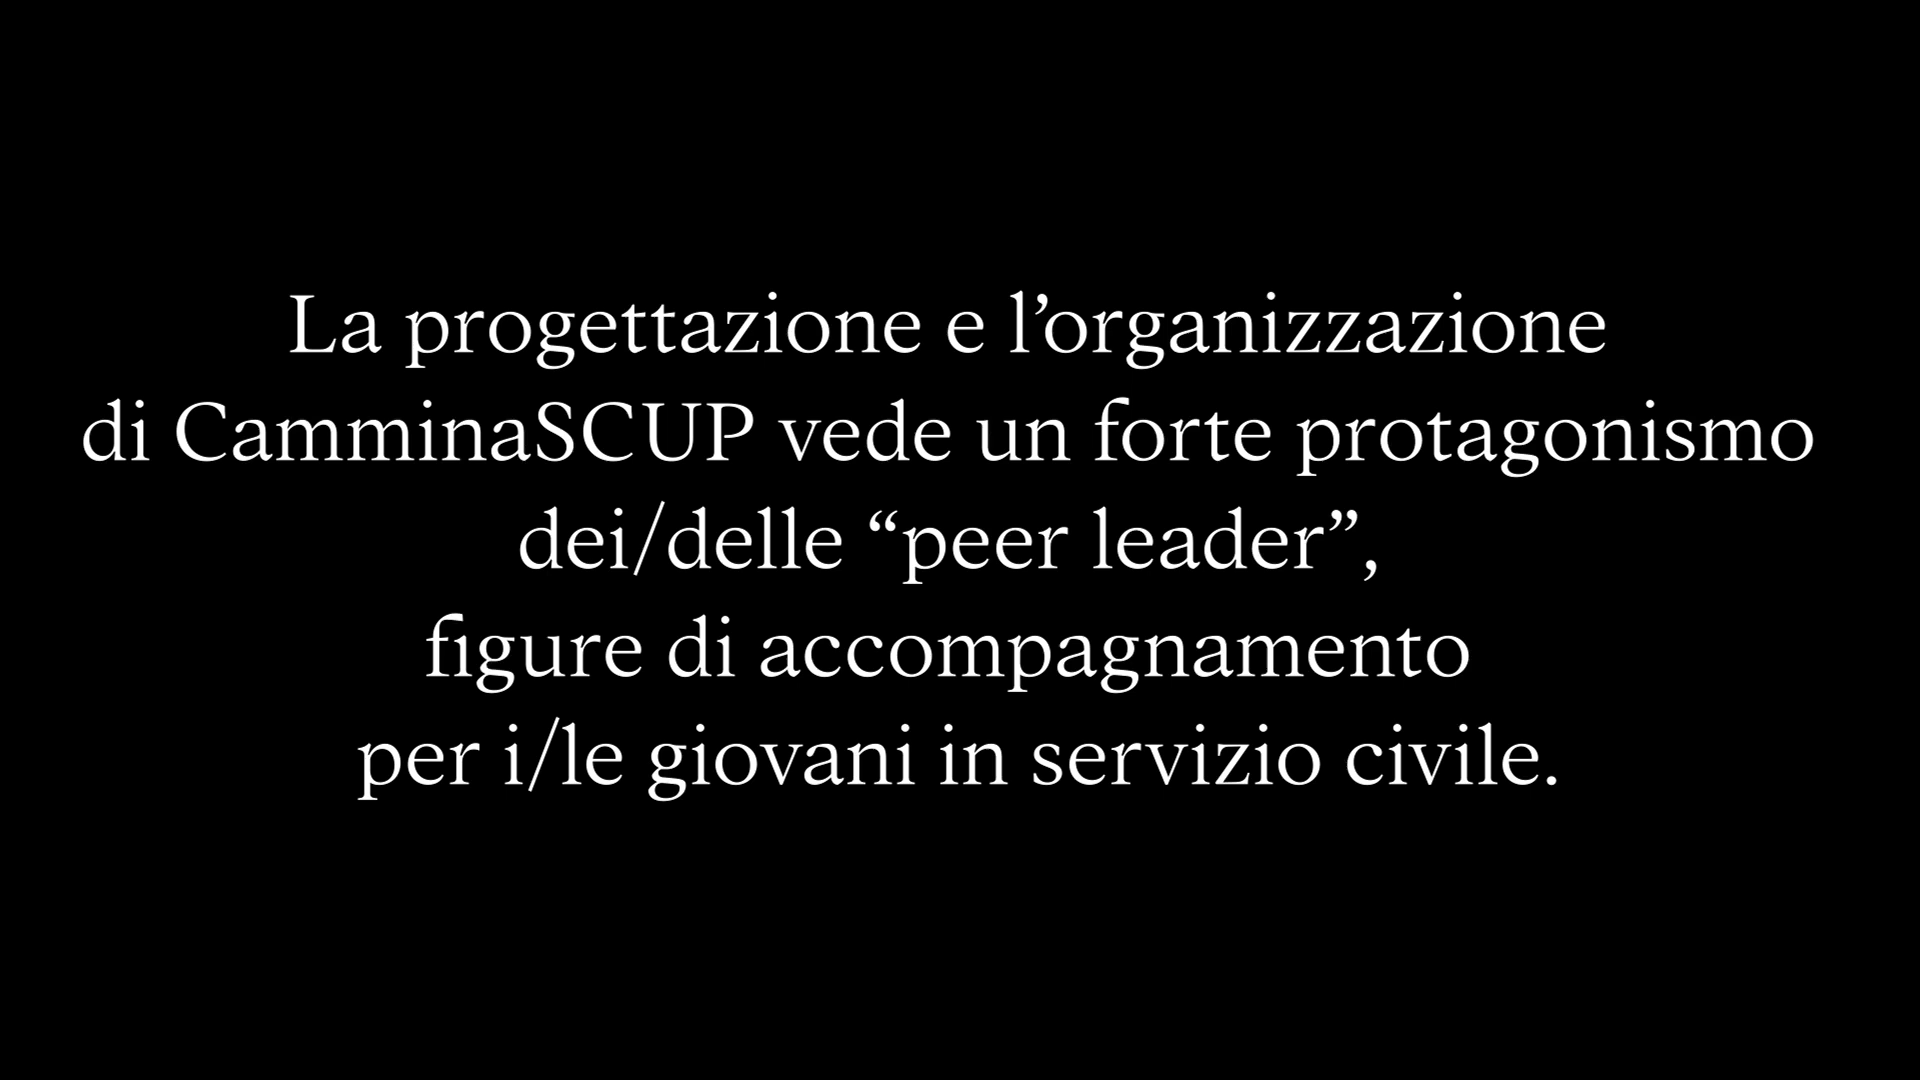 La progettazione e l’organizzazione
di CamminaSCUP vede un forte protagonismo
dei/delle “peer leader”,
figure di accompagnamento
per i/le giovani in servizio civile.